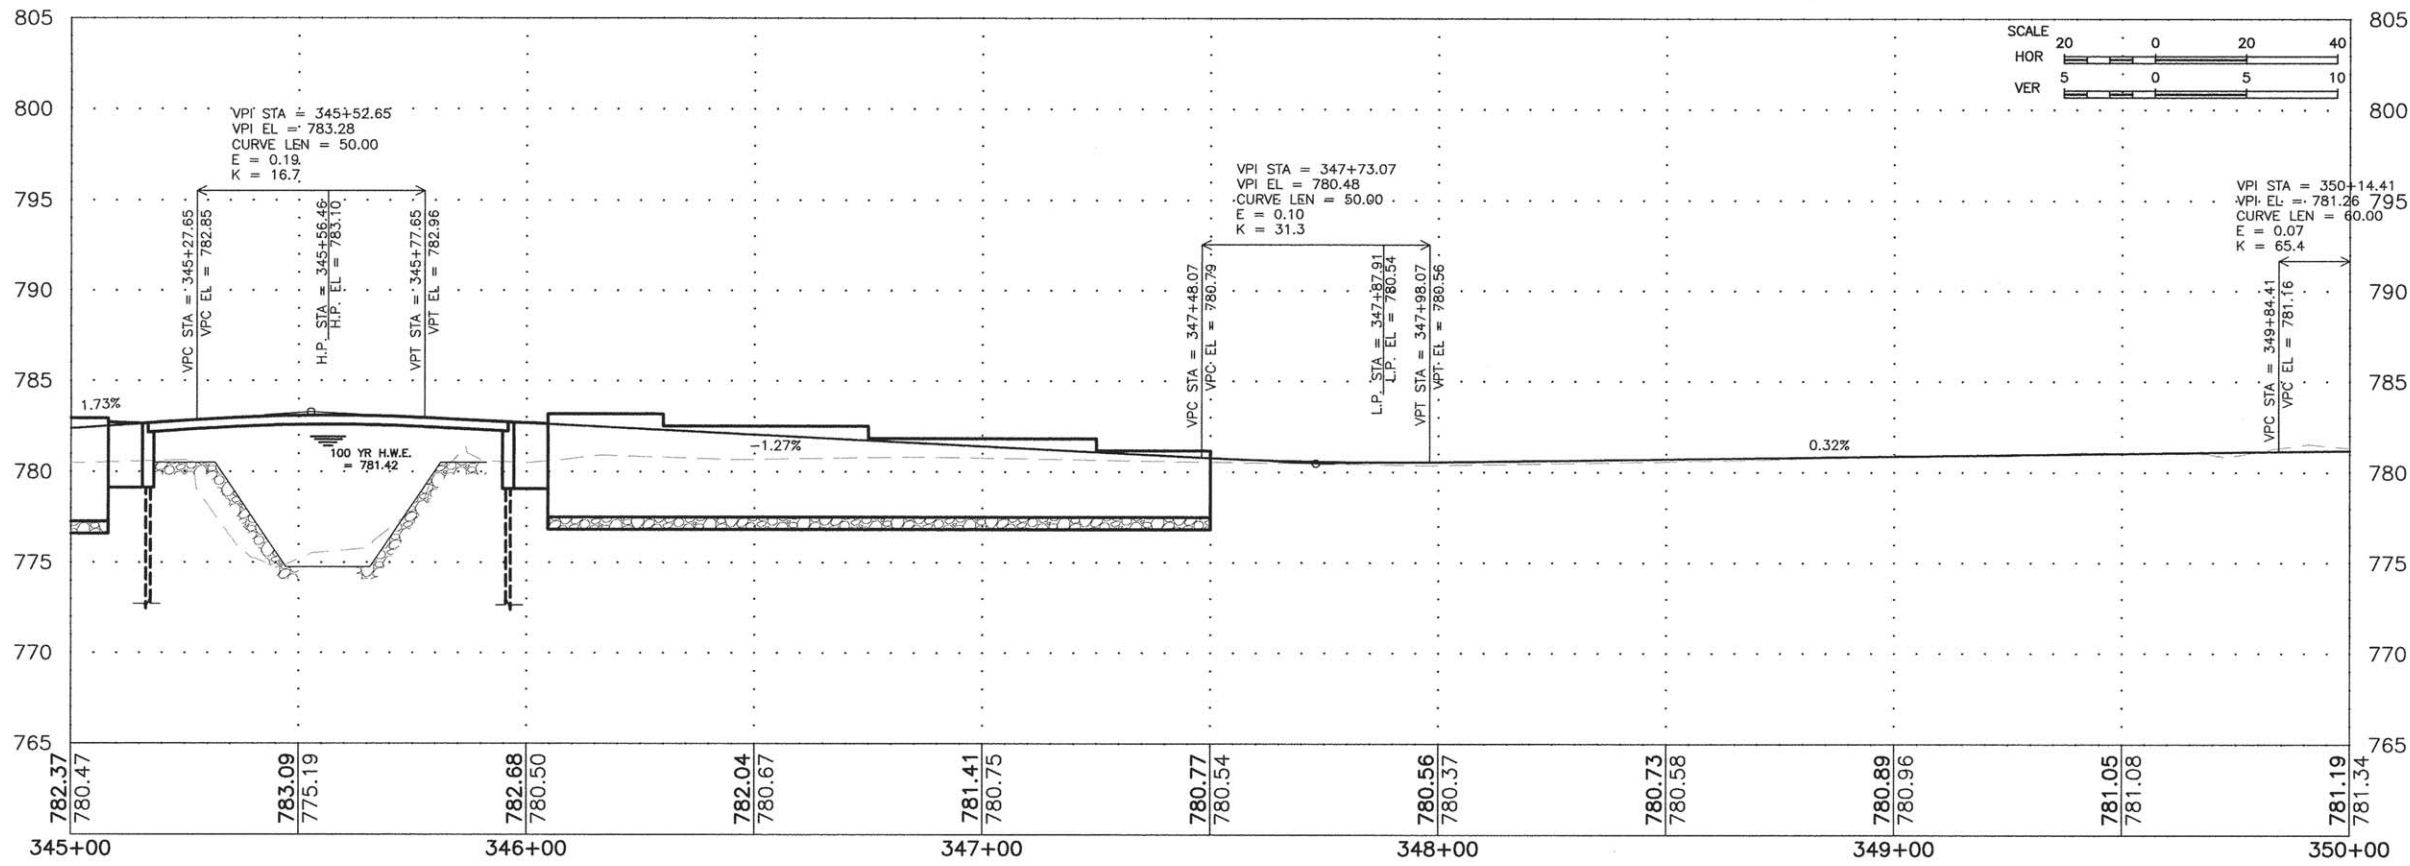 805
805
SCALE
20 0 20 40
HOR
5 0 5 10
VER
800
800
VPI STA = 345+52.65
VPI EL = 783.28
CURVE LEN = 50.00
E = 0.19
K = 16.7
VPI STA = 347+73.07
VPI EL = 780.48
CURVE LEN = 50.00
E = 0.10
K = 31.3
VPI STA = 350+14.41
VPI EL = 781.26
CURVE LEN = 60.00
E = 0.07
K = 65.4
795
795
VPC STA = 345+27.65
VPC EL = 782.85
H.P. STA = 345+56.46
H.P. EL = 783.10
VPT STA = 345+77.65
VPT EL = 782.96
VPC STA = 347+48.07
VPC EL = 780.79
L.P. STA = 347+87.91
L.P. EL = 780.54
VPT STA = 347+98.07
VPT EL = 780.56
VPC STA = 349+84.41
VPC EL = 781.16
790
790
785
785
1.73%
-1.27%
0.32%
100 YR H.W.E.
= 781.42
780
780
775
775
770
770
765
765
782.37
780.47
783.09
775.19
782.68
780.50
782.04
780.67
781.41
780.75
780.77
780.54
780.56
780.37
780.73
780.58
780.89
780.96
781.05
781.08
781.19
781.34
345+00
346+00
347+00
348+00
349+00
350+00